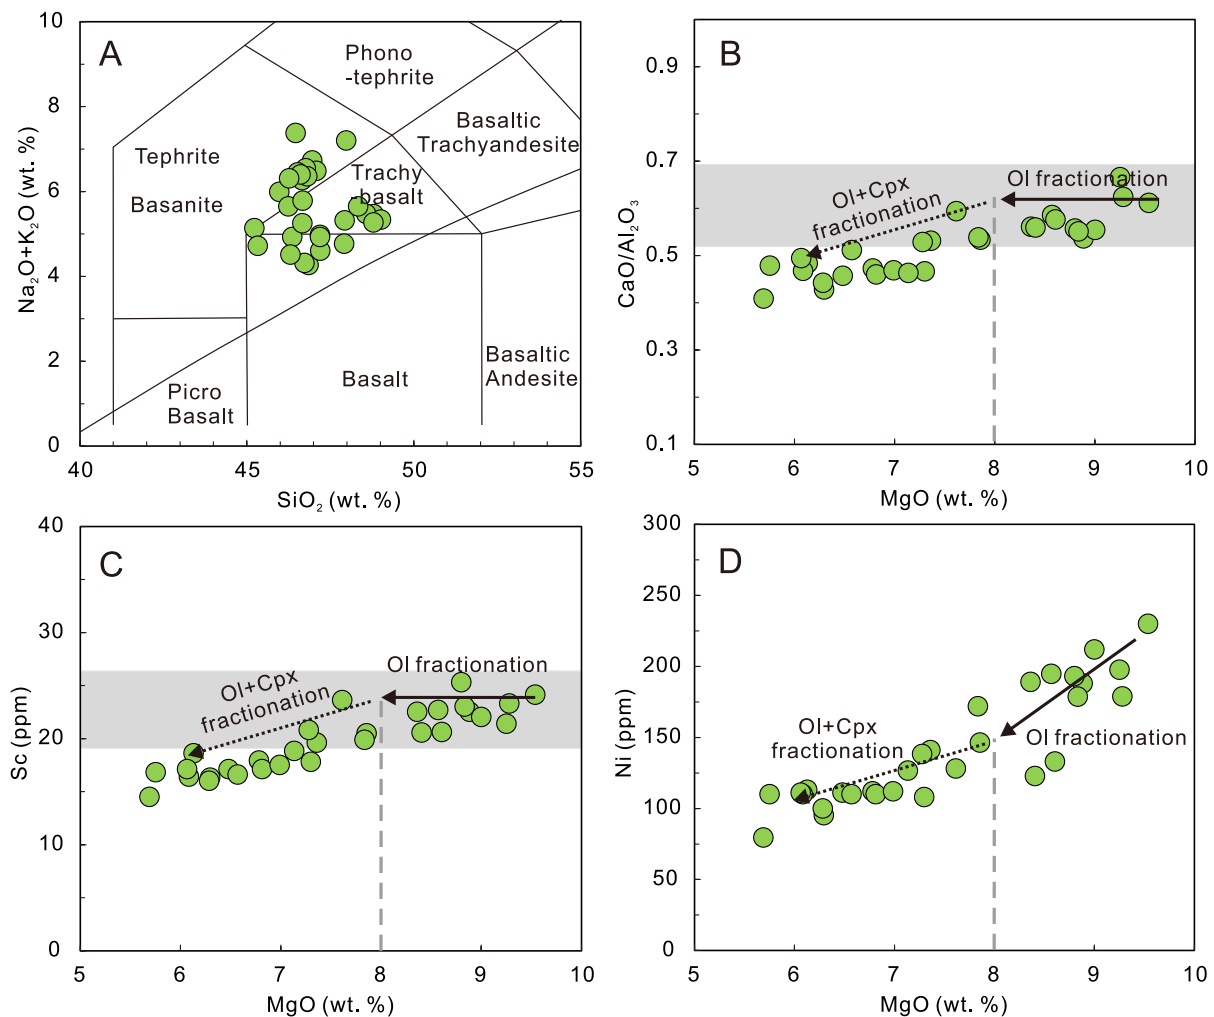 A
10
8
6
4
2
0
Na₂O+K₂O (wt. %)
Phono
-tephrite
Basaltic
Trachyandesite
Tephrite
Basanite
Trachy
-basalt
Basalt
Basaltic
Andesite
Picro
Basalt
40
45
50
55
SiO₂ (wt. %)
B
0.9
0.7
0.5
0.3
0.1
CaO/Al₂O₃
Ol+Cpx
fractionation
Ol fractionation
5
6
7
8
9
10
MgO (wt. %)
C
40
30
20
10
0
Sc (ppm)
Ol+Cpx
fractionation
Ol fractionation
5
6
7
8
9
10
MgO (wt. %)
D
300
250
200
150
100
50
0
Ni (ppm)
Ol+Cpx
fractionation
Ol fractionation
5
6
7
8
9
10
MgO (wt. %)